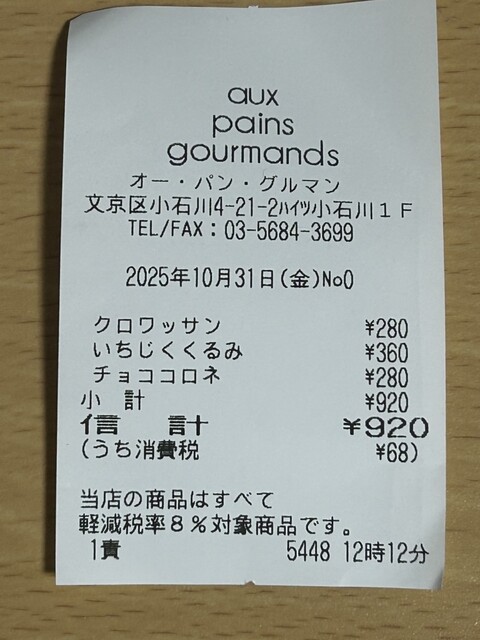 aux
pains
gourmands
オー・パン・グルマン
文京区小石川4-21-2ﾊｲﾂ小石川１Ｆ
TEL/FAX：03-5684-3699
2025年10月31日(金)No0
クロワッサン ¥280
いちじくくるみ ¥360
チョココロネ ¥280
小　計 ¥920
信　計 ¥920
(うち消費税 ¥68)
当店の商品はすべて
軽減税率８％対象商品です。
1責 5448 12時12分